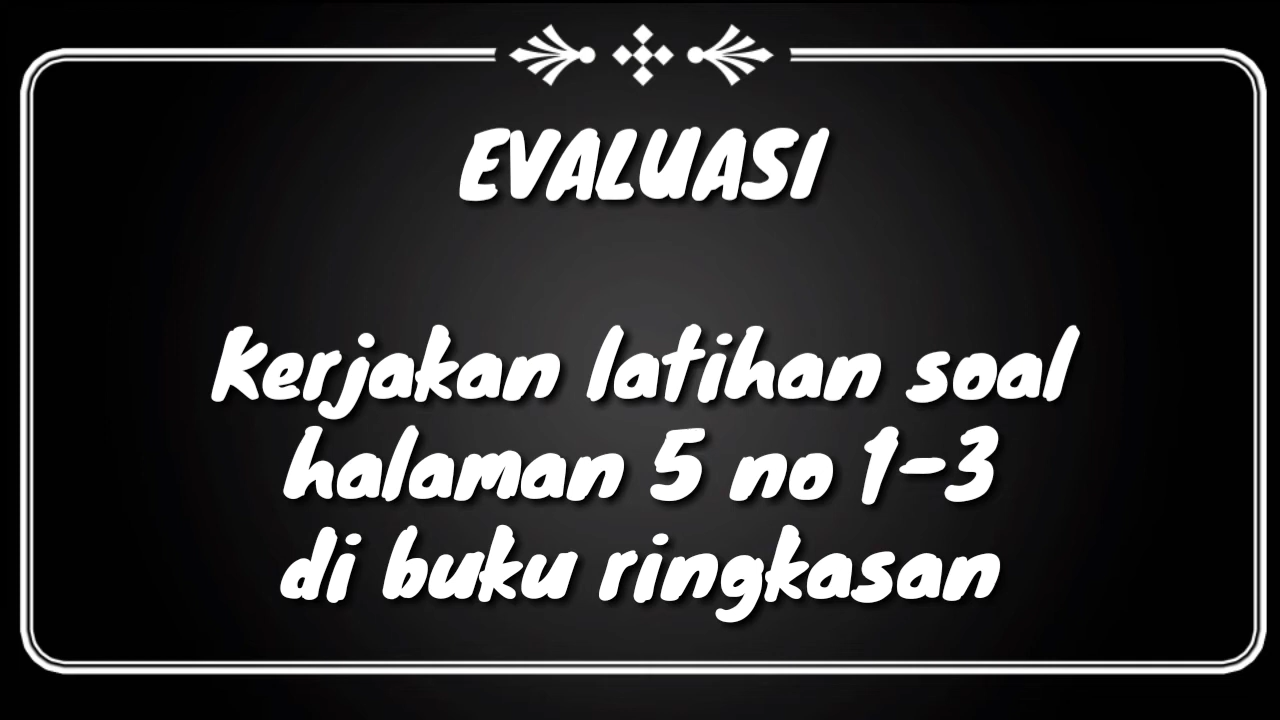 EVALUASI
Kerjakan latihan soal
halaman 5 no 1-3
di buku ringkasan